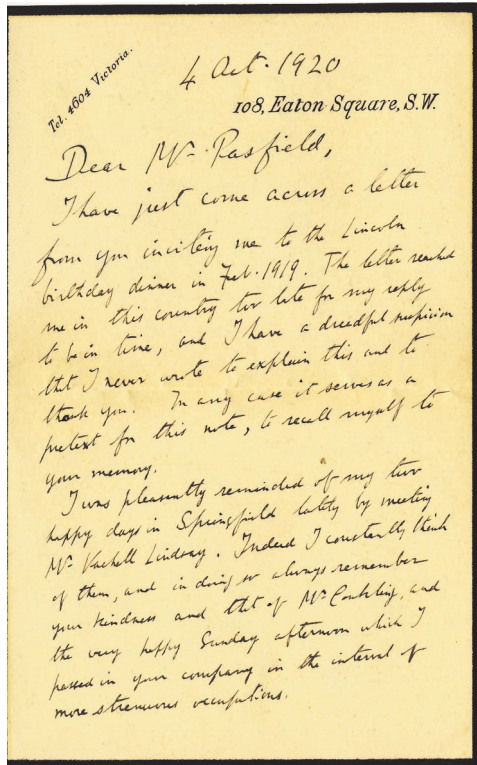 Tel. 4604 Victoria.
4 Oct. 1920
108, Eaton Square, S.W.
Dear Mr. Pasfield,
I have just come across a letter
from you inviting me to the Lincoln
birthday dinner in Feb. 1919. The letter reached
me in this country too late for my reply
to be in time, and I have a dreadful suspicion
that I never wrote to explain this and to
thank you. In any case it serves as a
pretext for this note, to recall myself to
your memory.
I was pleasantly reminded of my two
happy days in Springfield lately by meeting
Mr. Vachell Lindsay. Indeed I constantly think
of them, and in doing so always remember
your kindness and that of Mr. Conkling, and
the very happy Sunday afternoon which I
passed in your company in the interval of
more strenuous occupations.